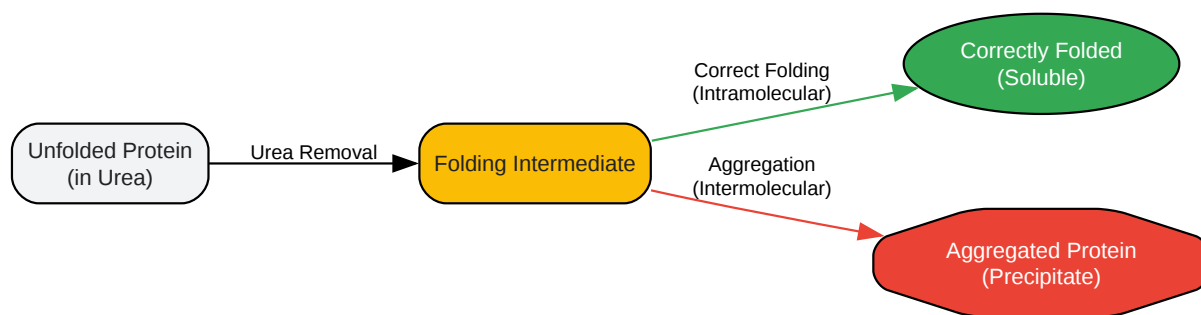 Unfolded Protein
(in Urea)
Urea Removal
Folding Intermediate
Correct Folding
(Intramolecular)
Correctly Folded
(Soluble)
Aggregation
(Intermolecular)
Aggregated Protein
(Precipitate)